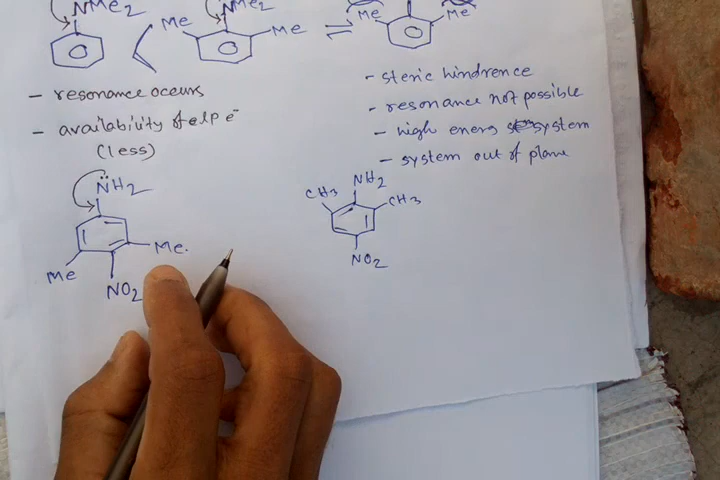 NMe2
NMe2
Me
Me
⇌
Me
Me
- resonance occurs
- availability of e lp e-
(less)
- steric hindrence
- resonance not possible
- high energ system
- system out of plane
NH2
Me.
Me
NO2
NH2
CH3
CH3
NO2